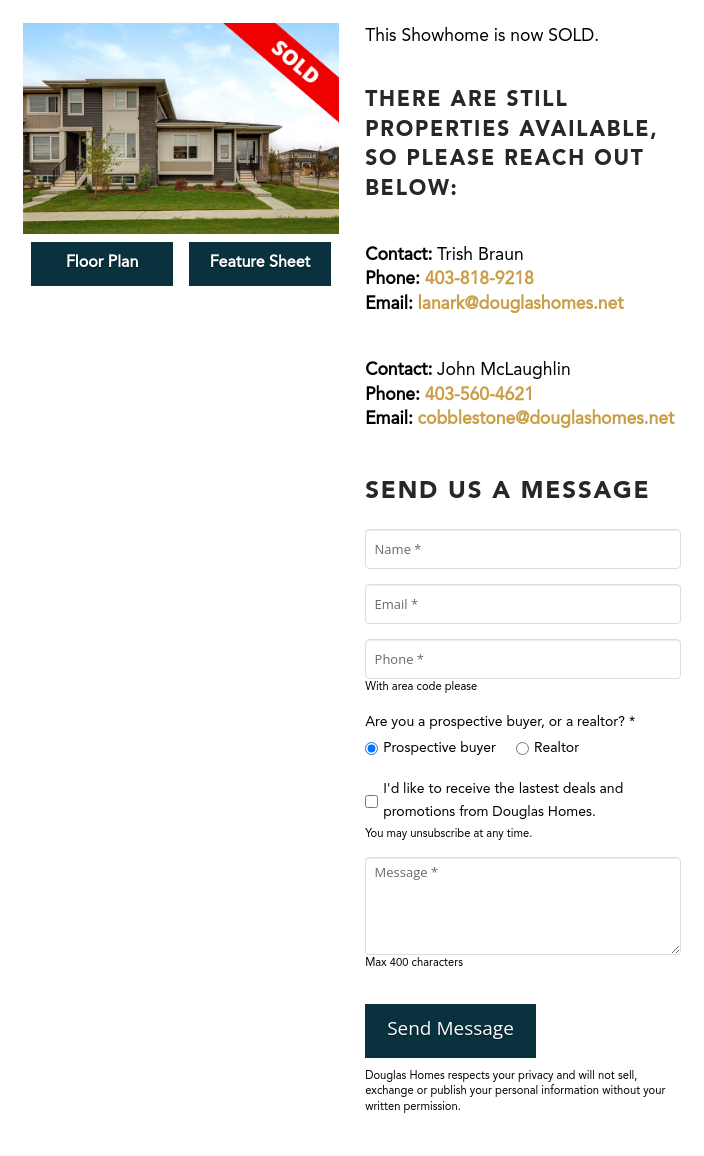 SOLD
Floor Plan
Feature Sheet
This Showhome is now SOLD.
THERE ARE STILL
PROPERTIES AVAILABLE,
SO PLEASE REACH OUT
BELOW:
Contact: Trish Braun
Phone: 403-818-9218
Email: lanark@douglashomes.net
Contact: John McLaughlin
Phone: 403-560-4621
Email: cobblestone@douglashomes.net
SEND US A MESSAGE
Name *
Email *
Phone *
With area code please
Are you a prospective buyer, or a realtor? *
Prospective buyer
Realtor
I'd like to receive the lastest deals and
promotions from Douglas Homes.
You may unsubscribe at any time.
Message *
Max 400 characters
Send Message
Douglas Homes respects your privacy and will not sell,
exchange or publish your personal information without your
written permission.